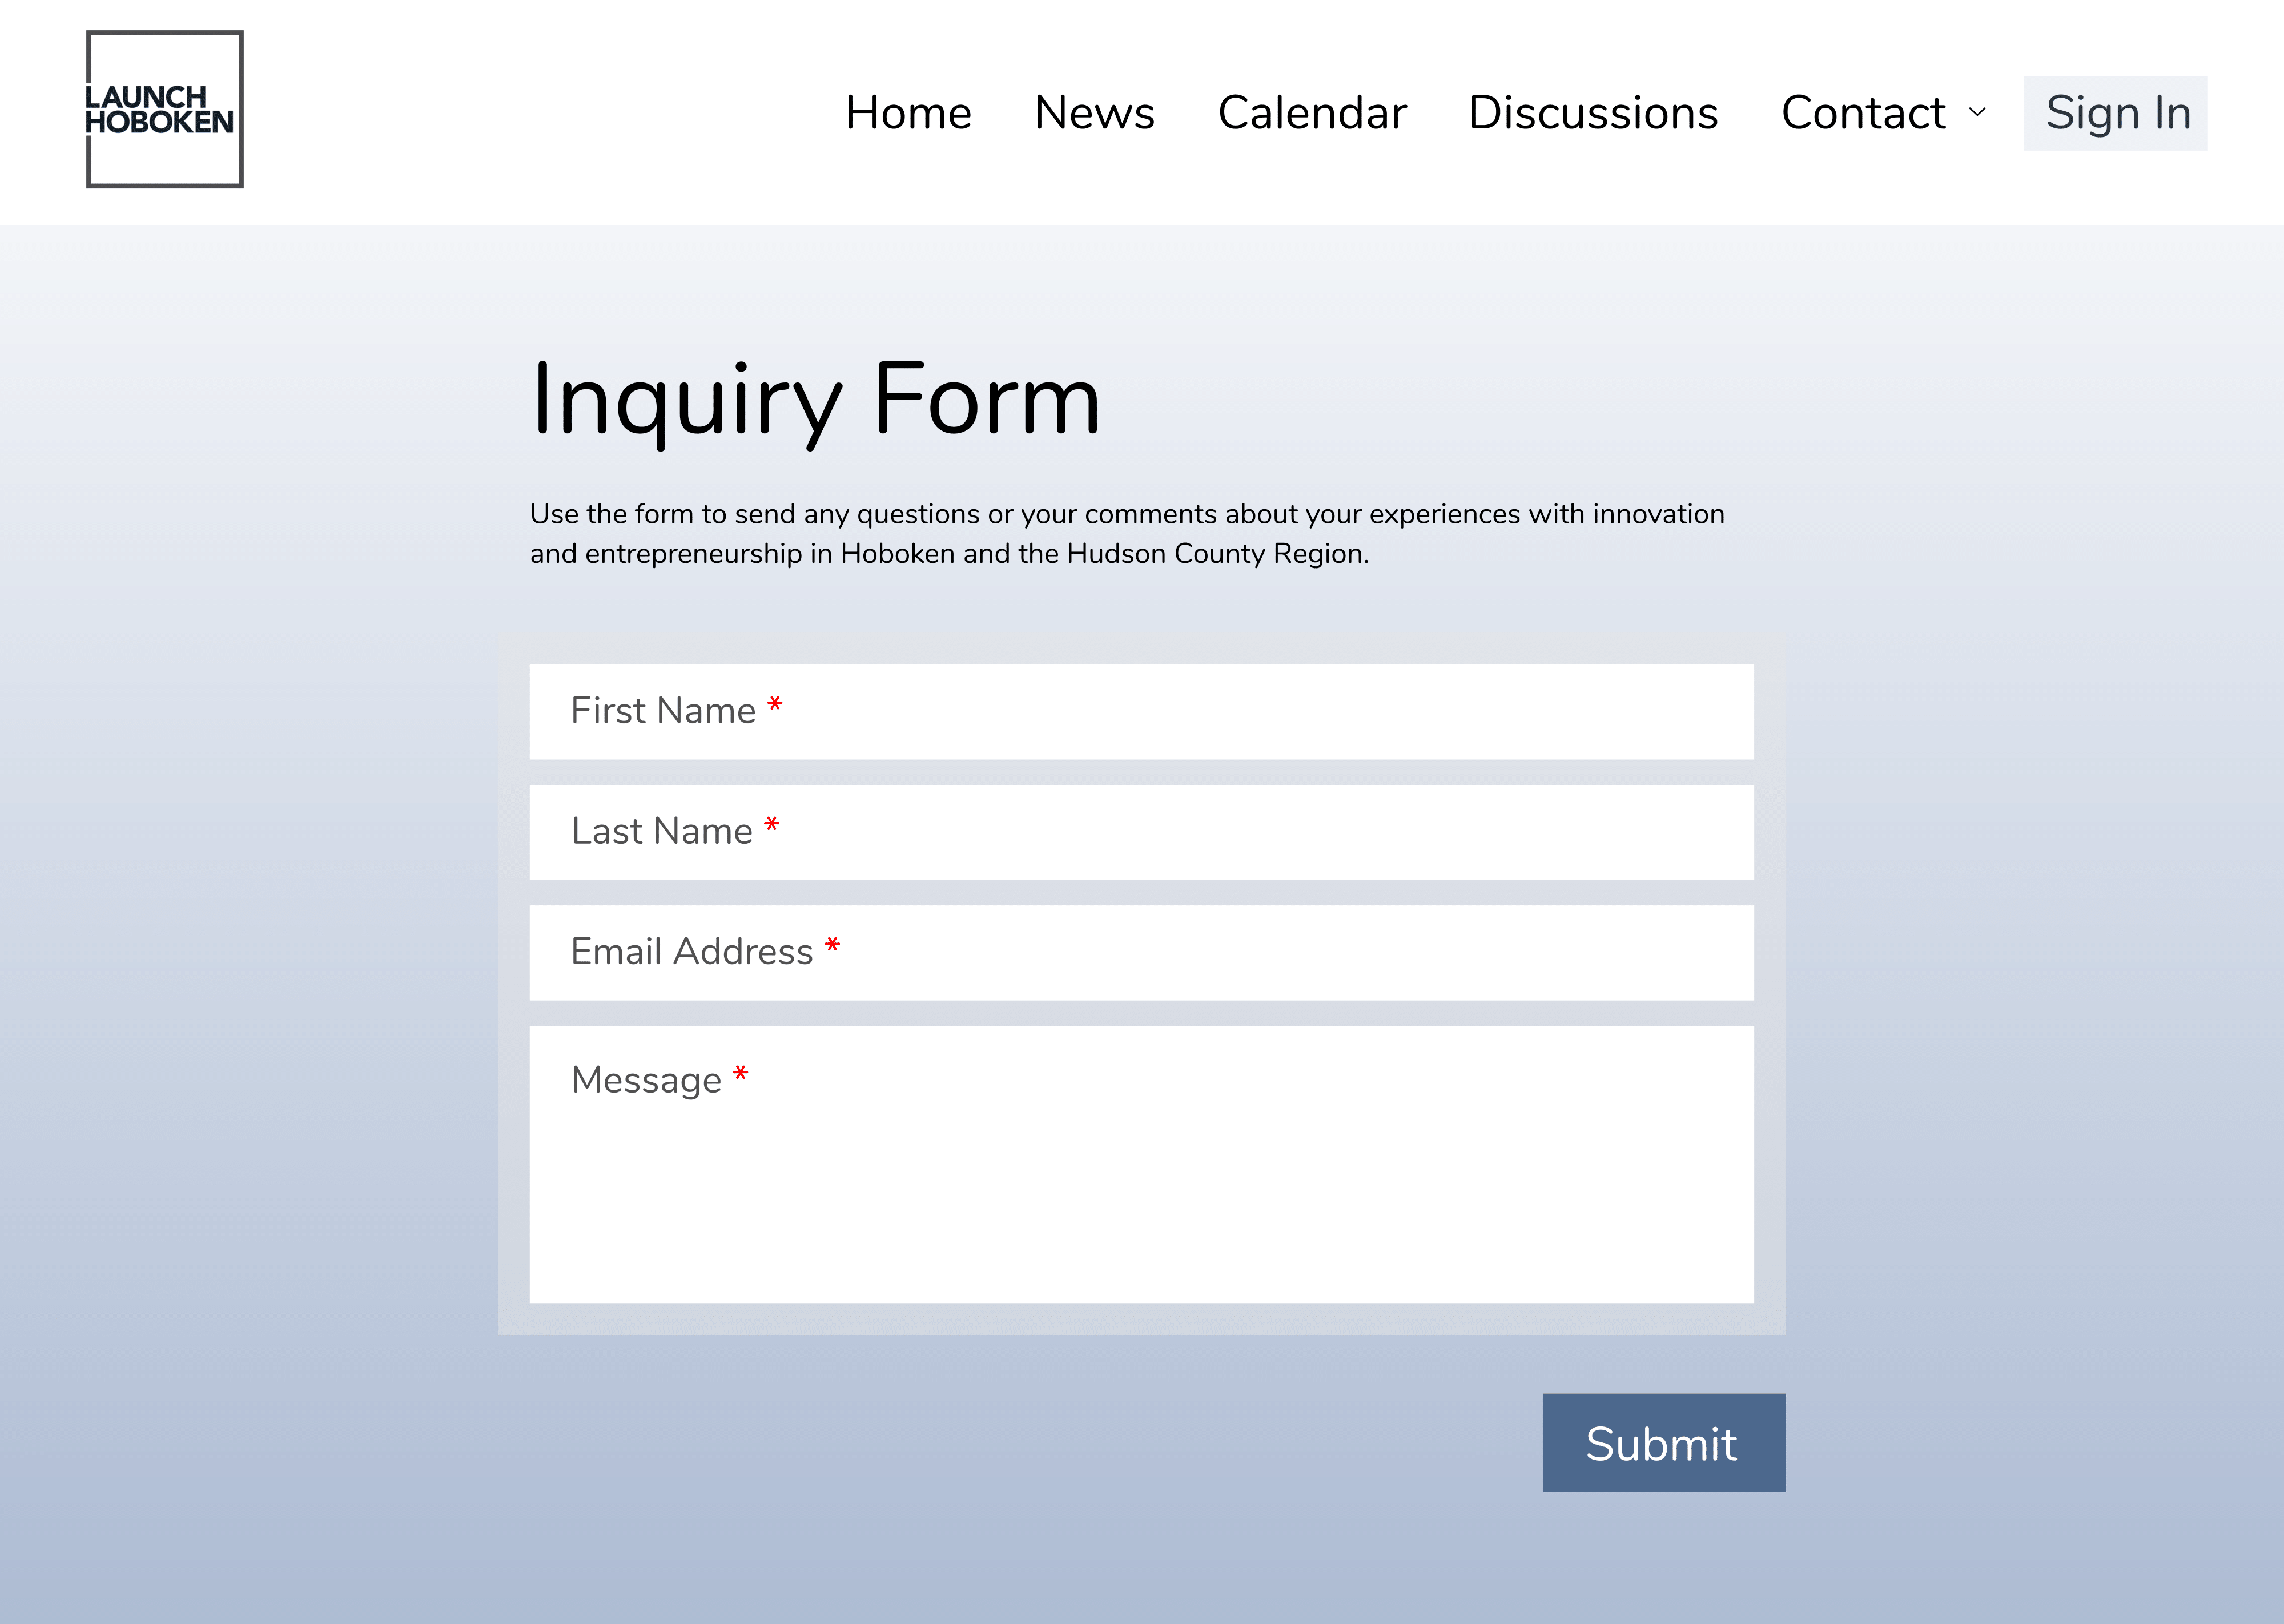 LAUNCH
HOBOKEN
Home News Calendar Discussions Contact Sign In
Inquiry Form
Use the form to send any questions or your comments about your experiences with innovation
and entrepreneurship in Hoboken and the Hudson County Region.
First Name *
Last Name *
Email Address *
Message *
Submit